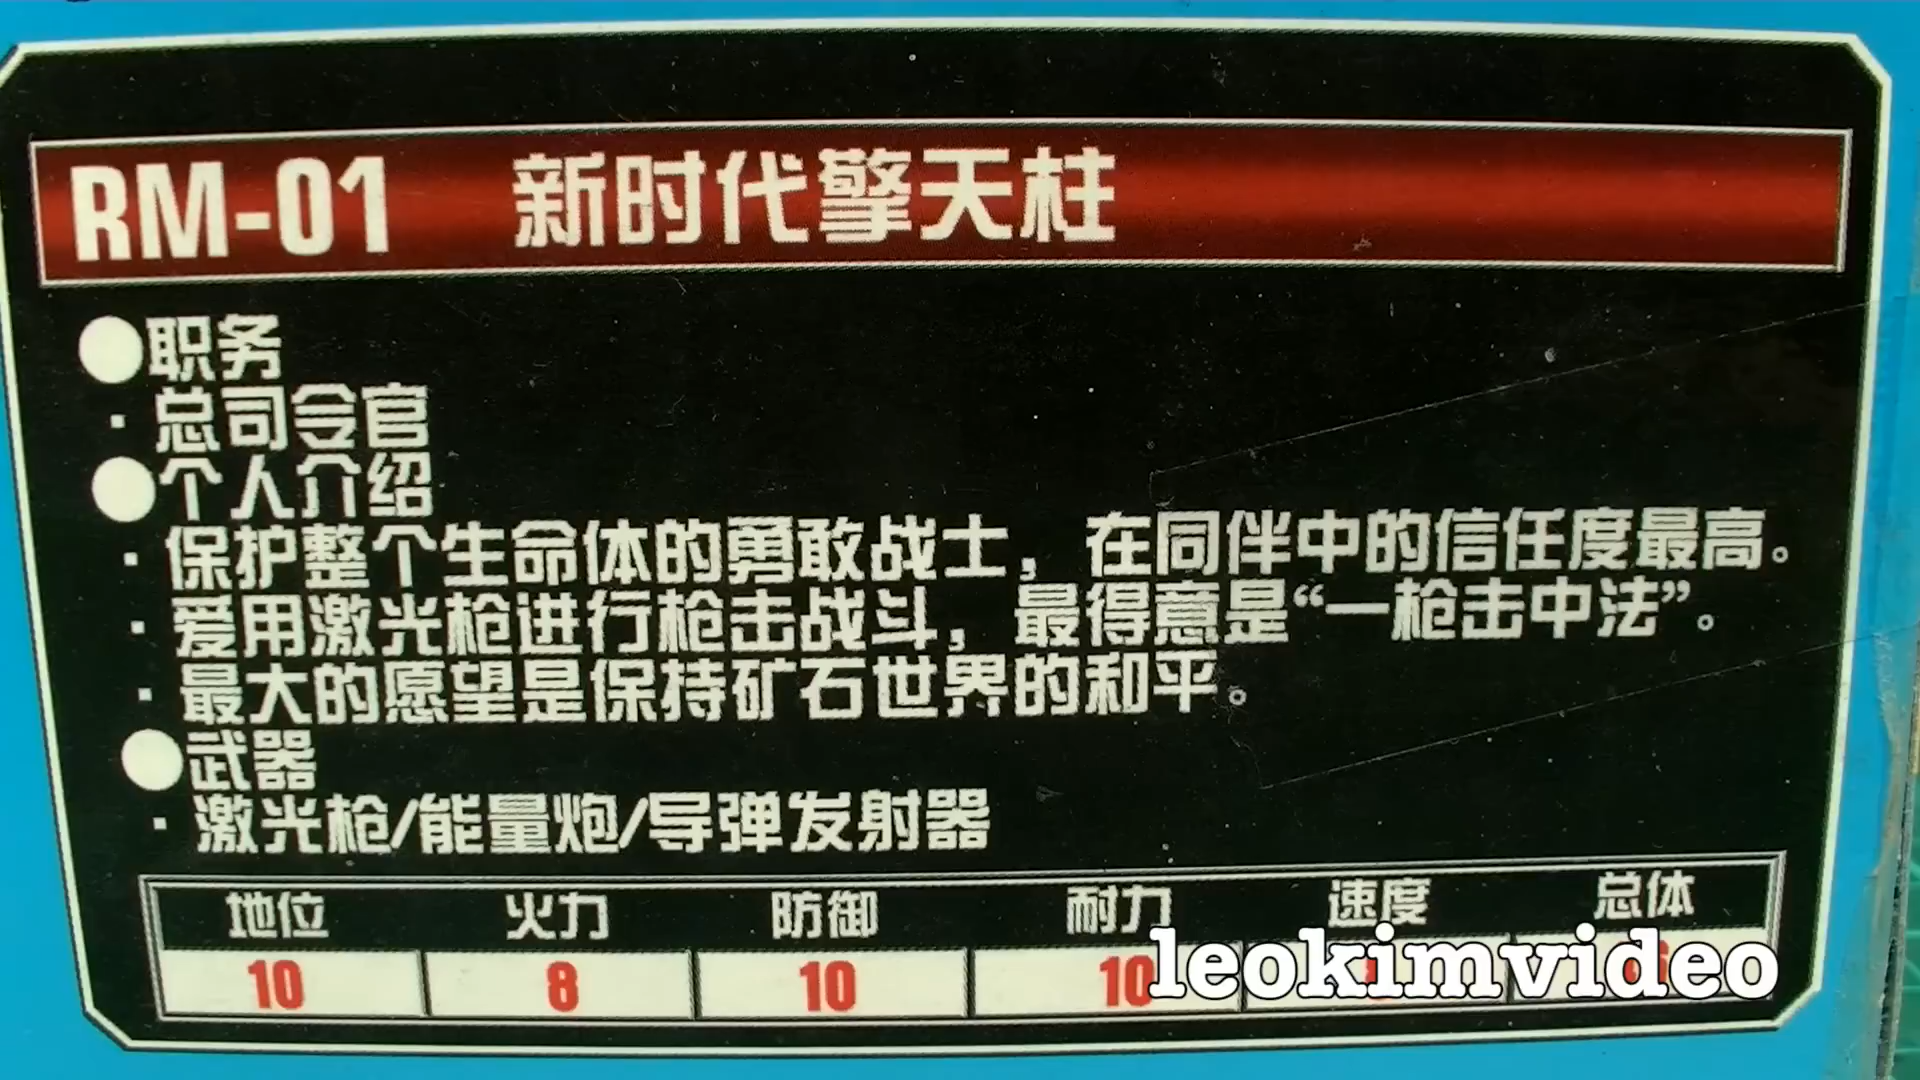 RM-01 新时代擎天柱
●职务
·总司令官
●个人介绍
·保护整个生命体的勇敢战士，在同伴中的信任度最高。
·爱用激光枪进行枪击战斗，最得意是“一枪击中法”。
·最大的愿望是保持矿石世界的和平。
●武器
·激光枪/能量炮/导弹发射器
地位 火力 防御 耐力 速度 总体
10 8 10 10
leokimvideo